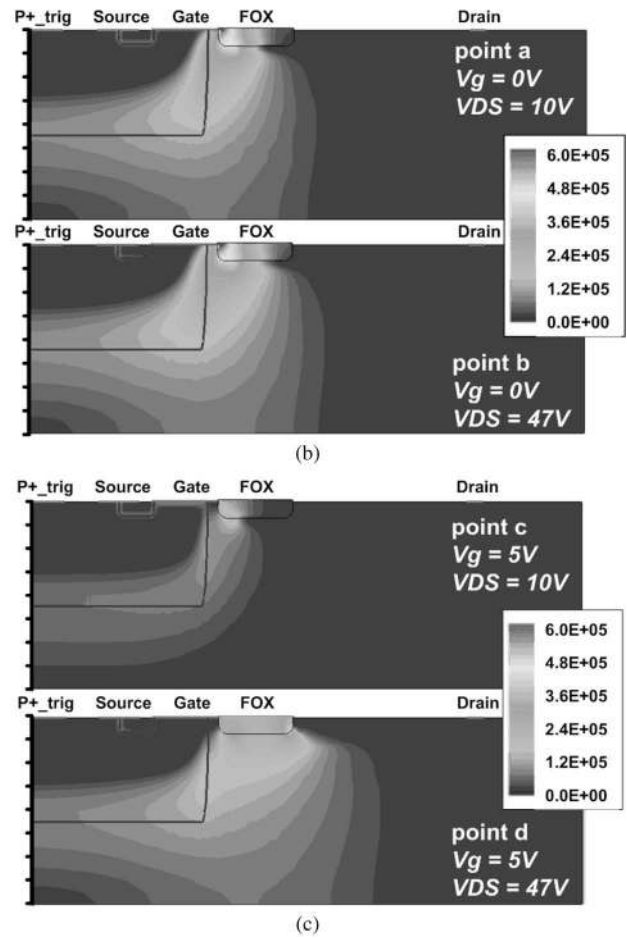 P+_trig Source Gate FOX Drain
point a
Vg = 0V
VDS = 10V
6.0E+05
4.8E+05
3.6E+05
2.4E+05
1.2E+05
0.0E+00
P+_trig Source Gate FOX Drain
point b
Vg = 0V
VDS = 47V
(b)
P+_trig Source Gate FOX Drain
point c
Vg = 5V
VDS = 10V
6.0E+05
4.8E+05
3.6E+05
2.4E+05
1.2E+05
0.0E+00
P+_trig Source Gate FOX Drain
point d
Vg = 5V
VDS = 47V
(c)